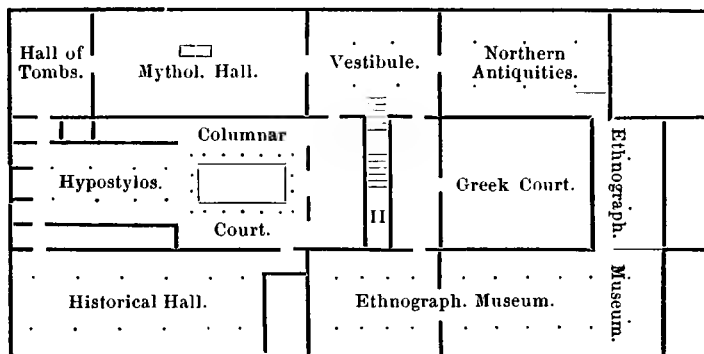 Hall of
Tombs.
Mythol. Hall.
Vestibule.
Northern
Antiquities.
Columnar
Hypostylos.
Court.
II
Greek Court.
Ethnograph.
Museum.
Historical Hall.
Ethnograph. Museum.